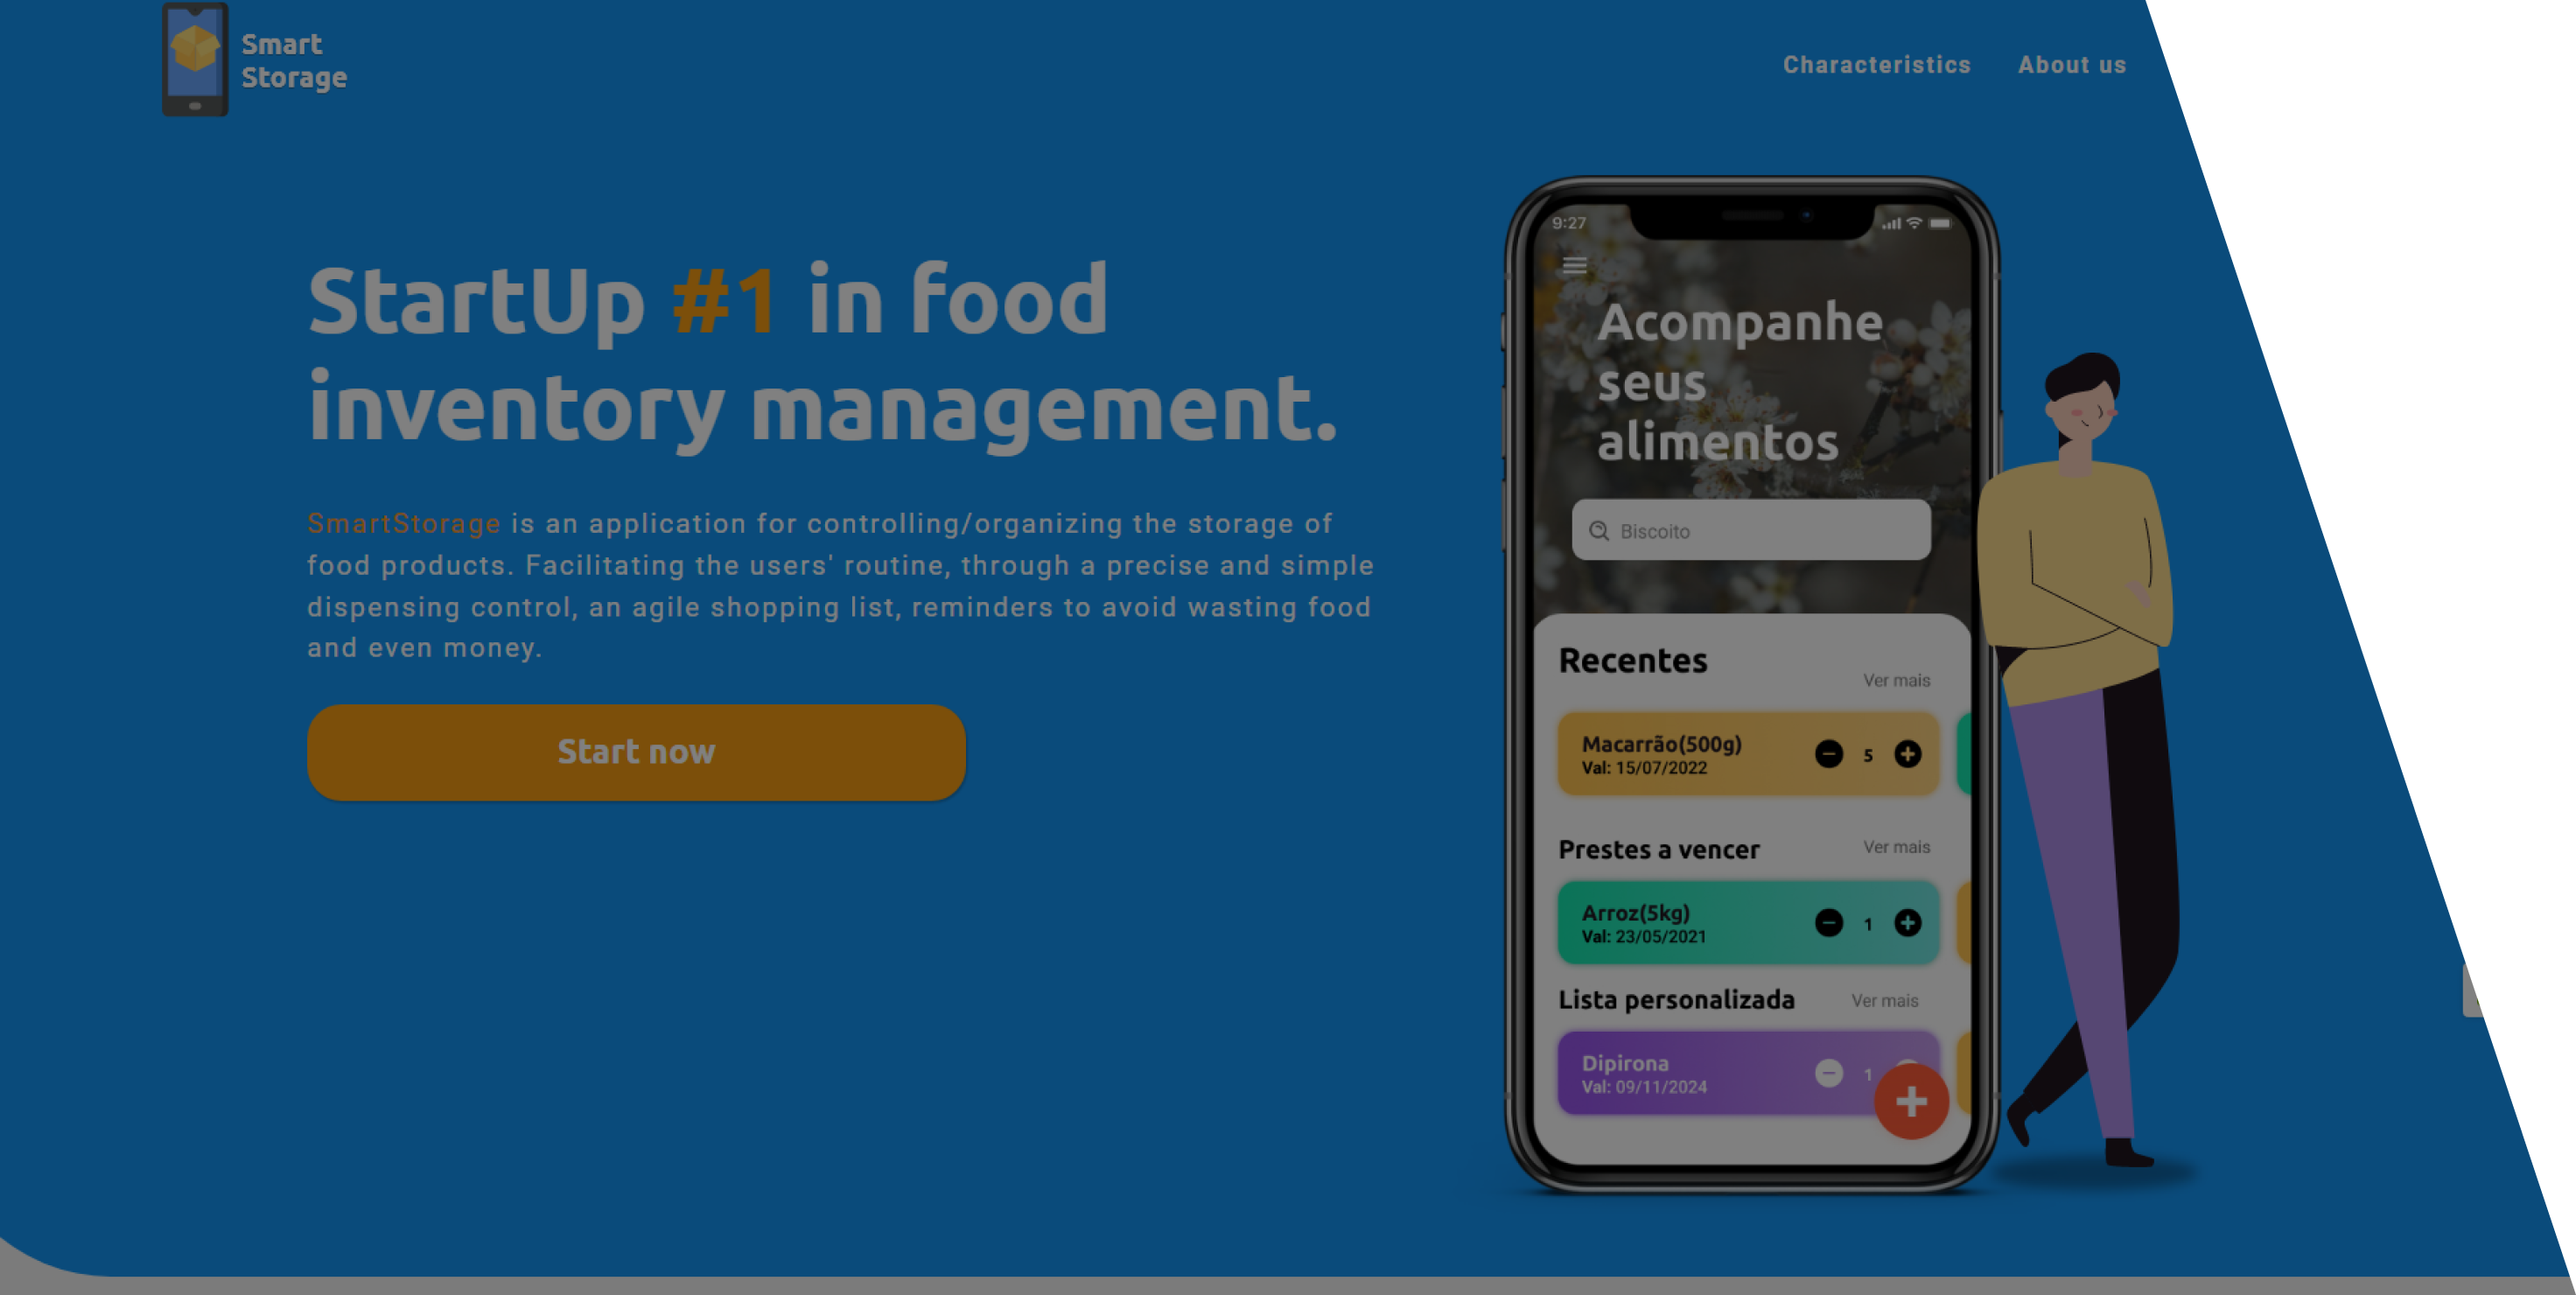 Smart
Storage
Characteristics
About us
StartUp #1 in food
inventory management.
SmartStorage is an application for controlling/organizing the storage of
food products. Facilitating the users' routine, through a precise and simple
dispensing control, an agile shopping list, reminders to avoid wasting food
and even money.
Start now
9:27
Acompanhe
seus
alimentos
Biscoito
Recentes
Ver mais
Macarrão(500g)
Val: 15/07/2022
5
Prestes a vencer
Ver mais
Arroz(5kg)
Val: 23/05/2021
1
Lista personalizada
Ver mais
Dipirona
Val: 09/11/2024
1